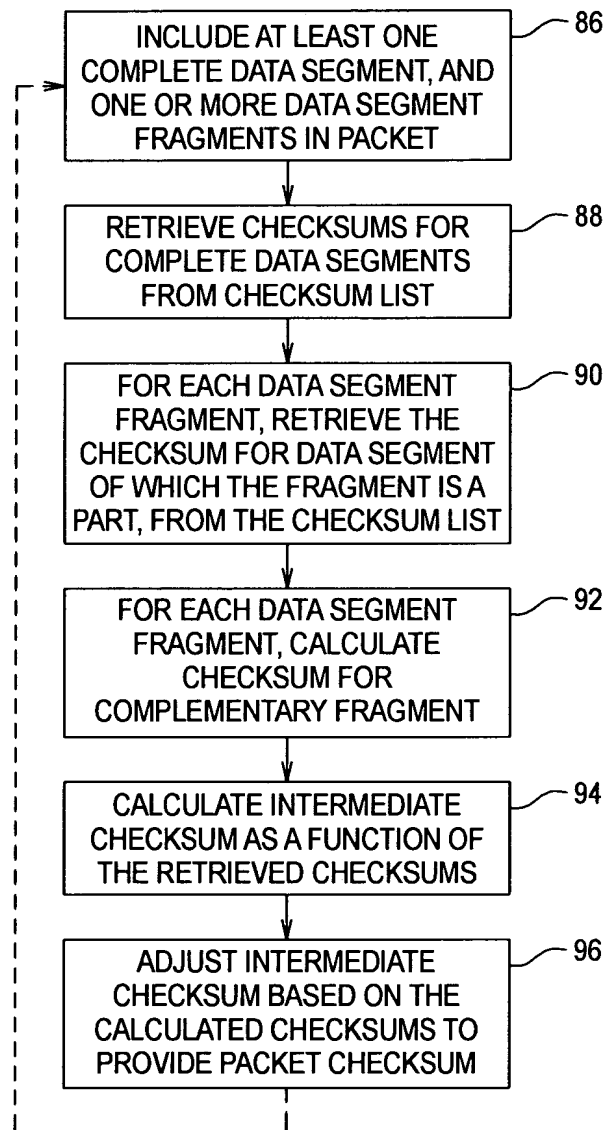 INCLUDE AT LEAST ONE
COMPLETE DATA SEGMENT, AND
ONE OR MORE DATA SEGMENT
FRAGMENTS IN PACKET
86
RETRIEVE CHECKSUMS FOR
COMPLETE DATA SEGMENTS
FROM CHECKSUM LIST
88
FOR EACH DATA SEGMENT
FRAGMENT, RETRIEVE THE
CHECKSUM FOR DATA SEGMENT
OF WHICH THE FRAGMENT IS A
PART, FROM THE CHECKSUM LIST
90
FOR EACH DATA SEGMENT
FRAGMENT, CALCULATE
CHECKSUM FOR
COMPLEMENTARY FRAGMENT
92
CALCULATE INTERMEDIATE
CHECKSUM AS A FUNCTION OF
THE RETRIEVED CHECKSUMS
94
ADJUST INTERMEDIATE
CHECKSUM BASED ON THE
CALCULATED CHECKSUMS TO
PROVIDE PACKET CHECKSUM
96